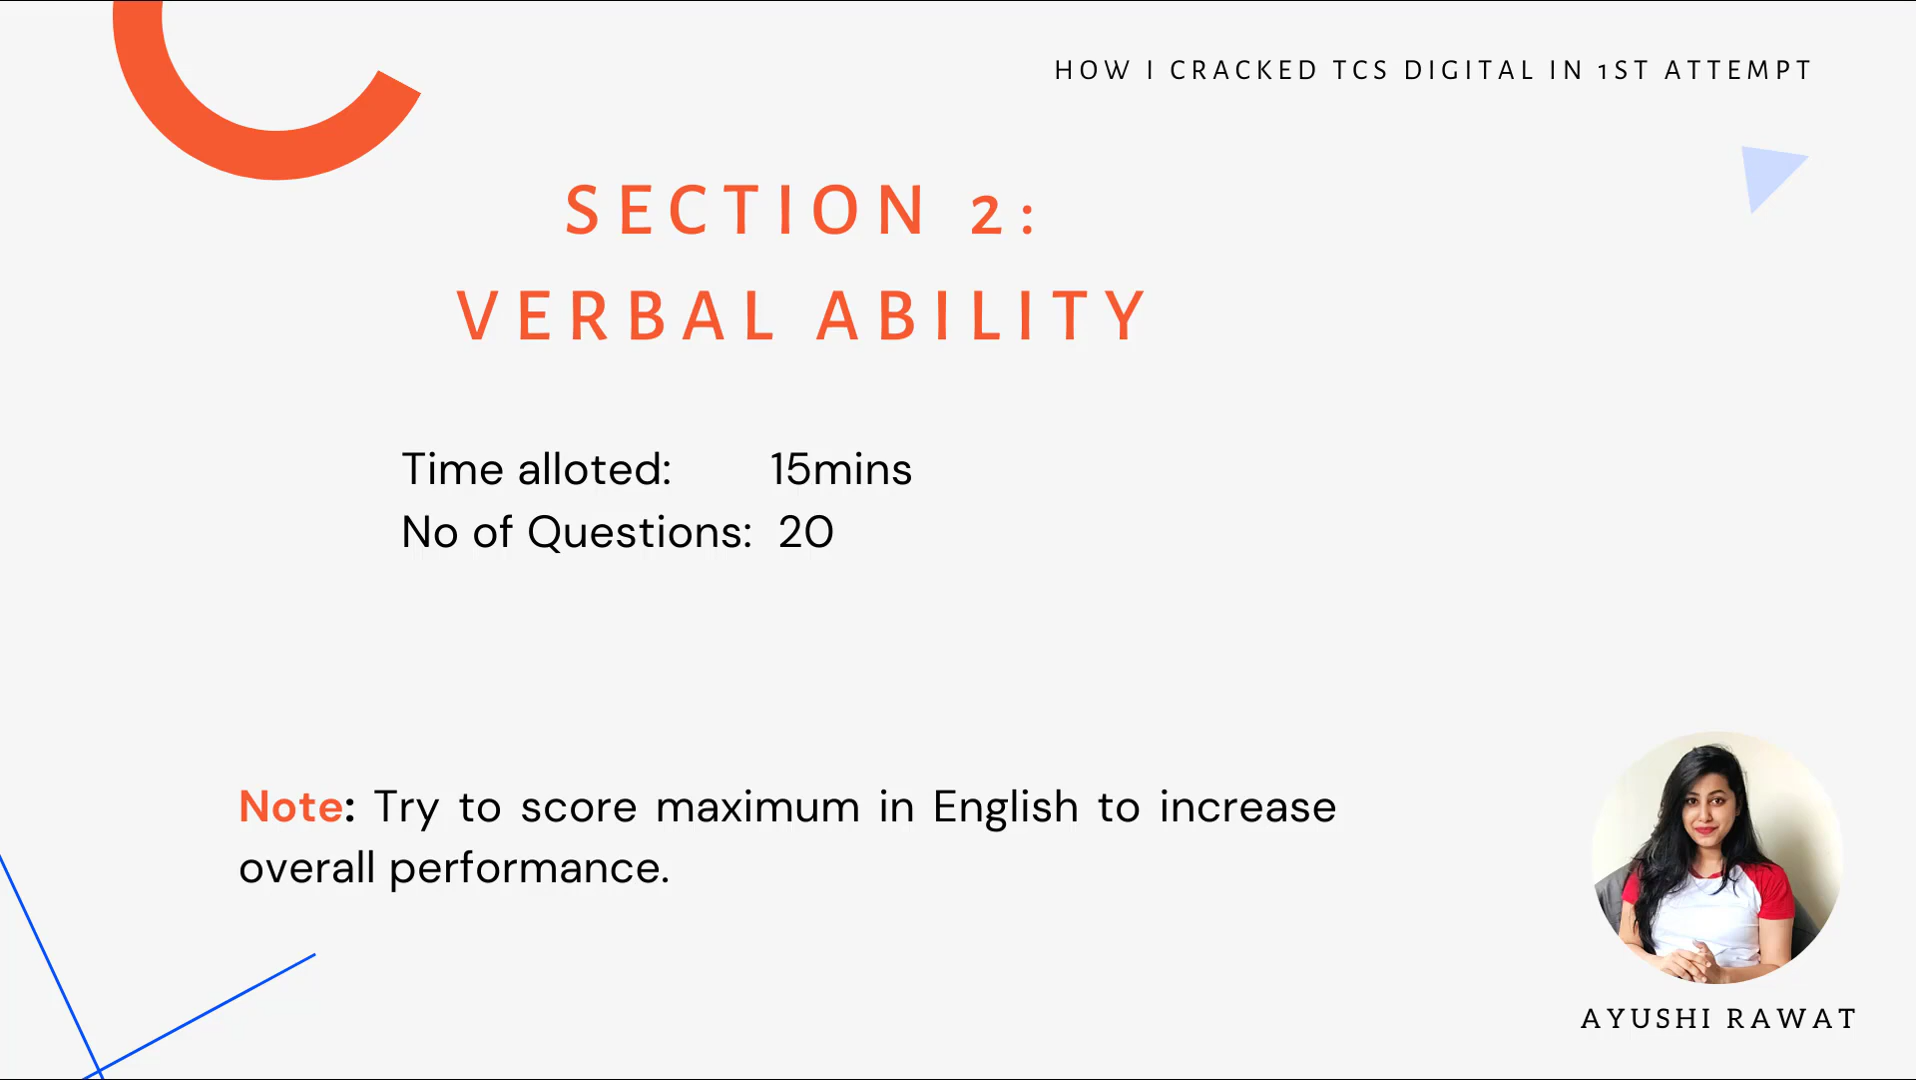 HOW I CRACKED TCS DIGITAL IN 1ST ATTEMPT
SECTION 2:
VERBAL ABILITY
Time alloted: 15mins
No of Questions: 20
Note: Try to score maximum in English to increase
overall performance.
AYUSHI RAWAT